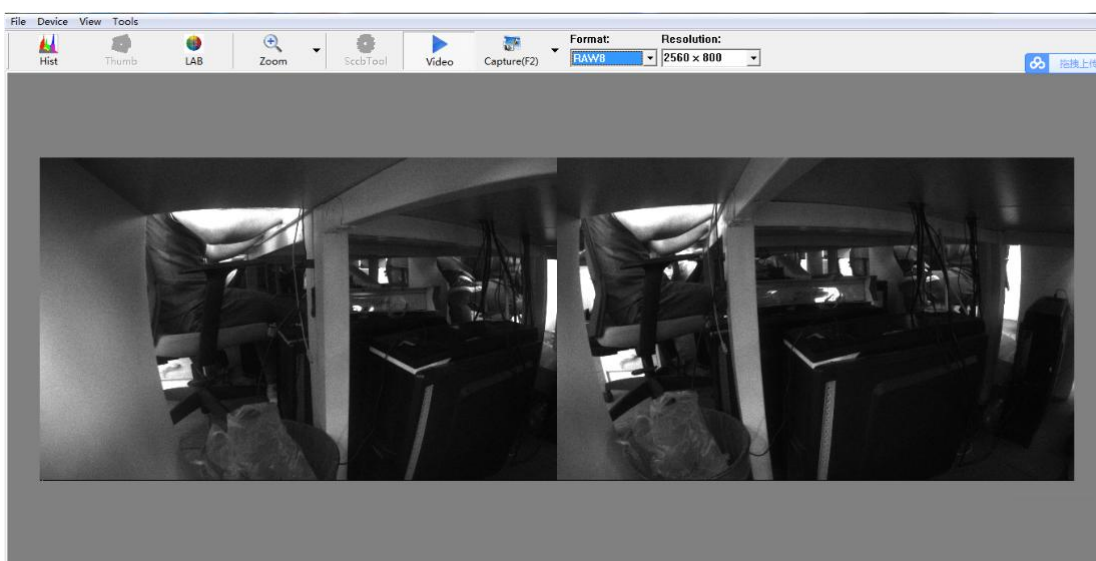 File Device View Tools
Format: Resolution:
Hist Thumb LAB Zoom SccbTool Video Capture(F2) RAW8 2560 × 800
拖拽上传